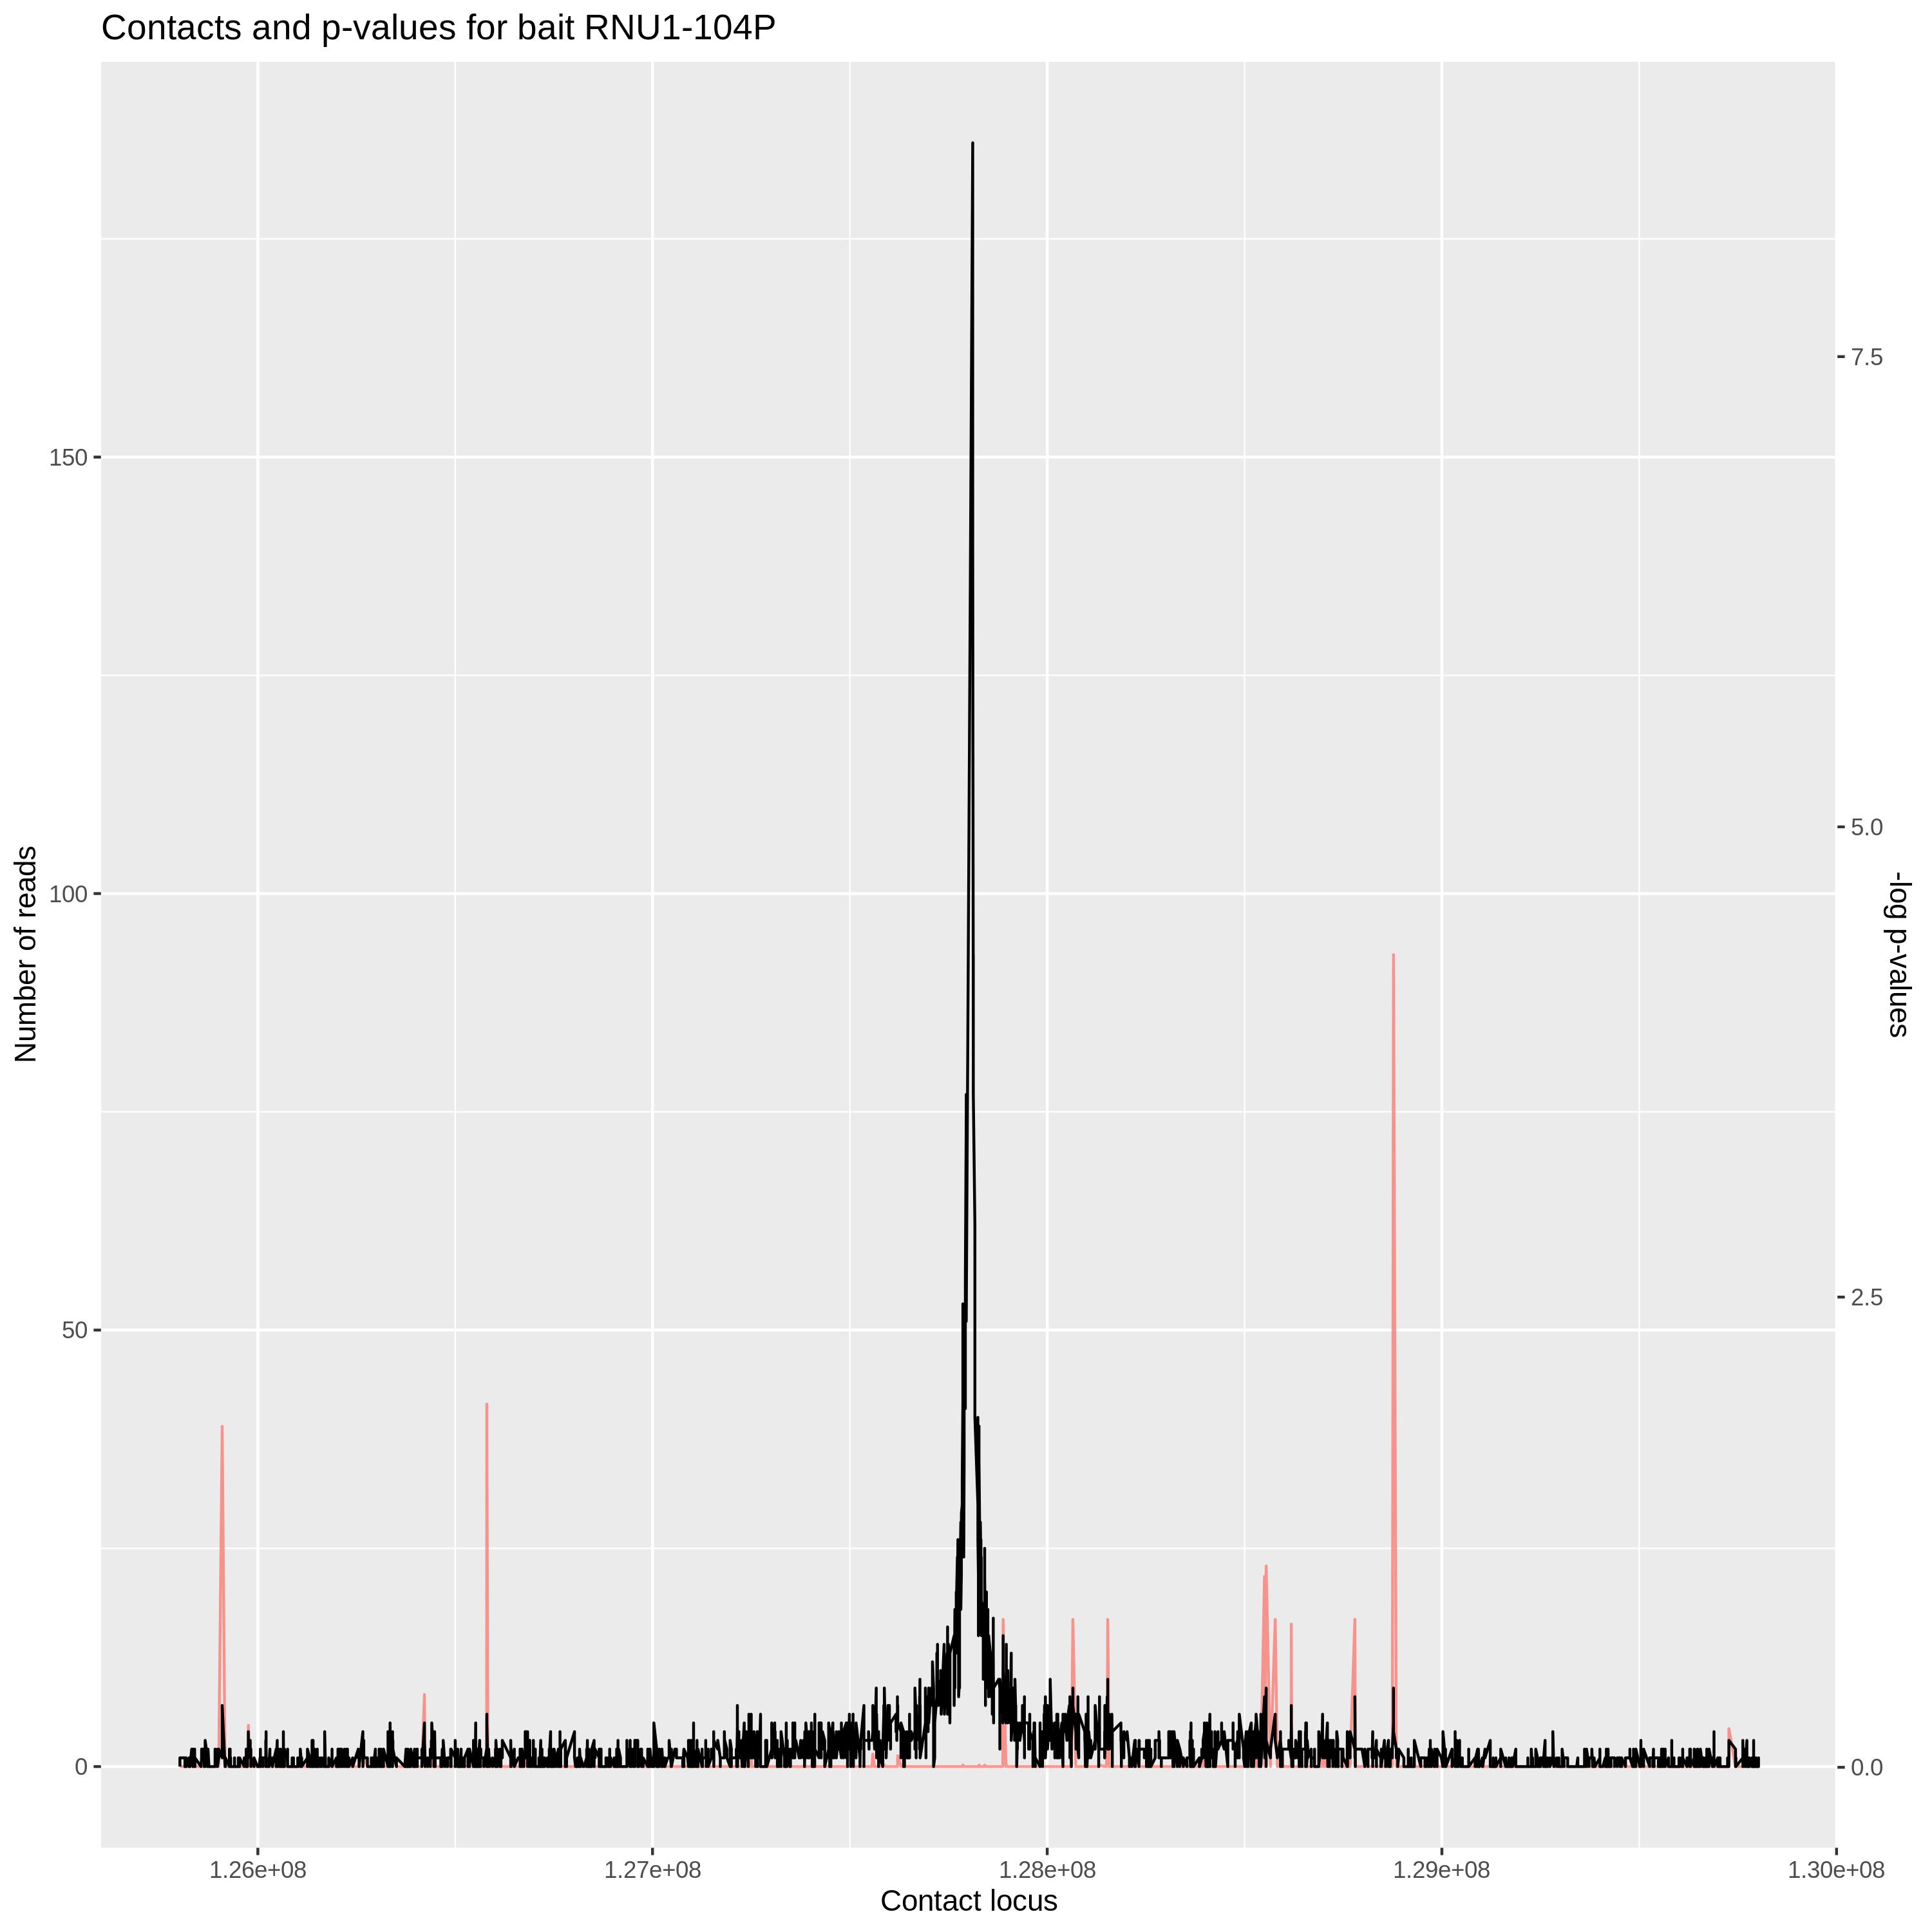 Contacts and p-values for bait RNU1-104P
Number of reads
150
100
50
0
7.5
5.0
2.5
0.0
-log p-values
1.26e+08
1.27e+08
1.28e+08
1.29e+08
1.30e+08
Contact locus